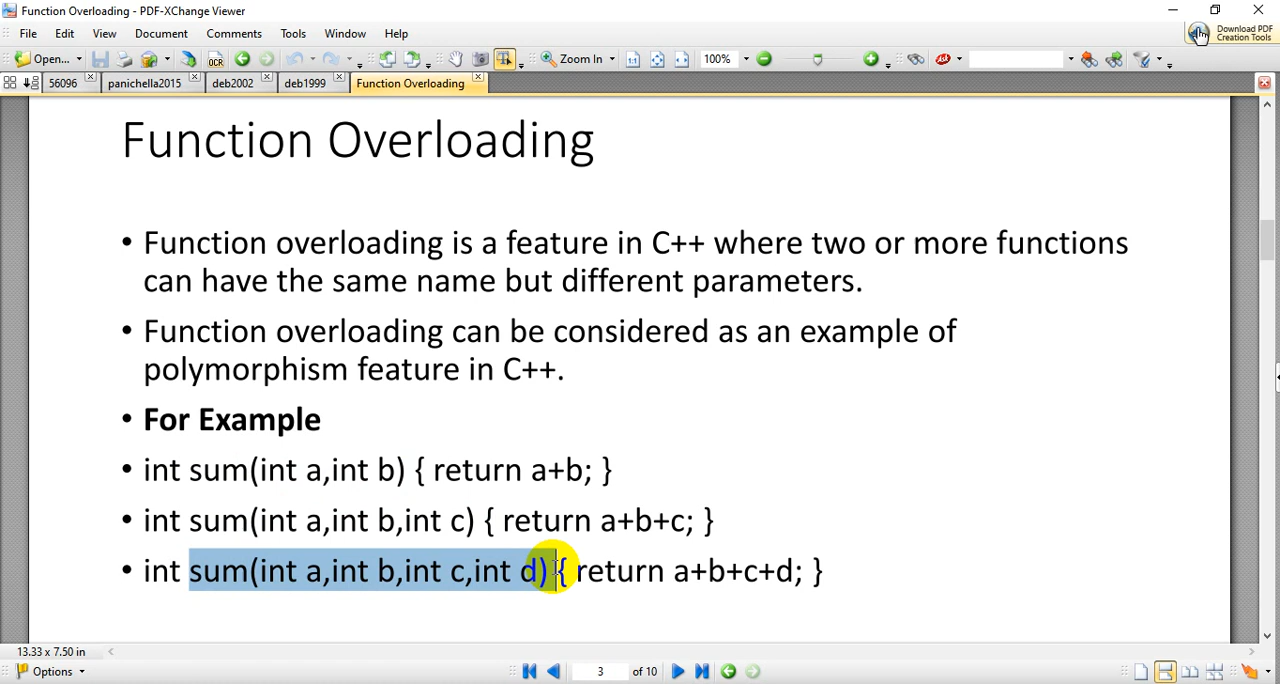 Function Overloading - PDF-XChange Viewer
File Edit View Document Comments Tools Window Help
Download PDF
Creation Tools
Open... OCR Zoom In 100%
56096 panichella2015 deb2002 deb1999 Function Overloading
Function Overloading
• Function overloading is a feature in C++ where two or more functions
can have the same name but different parameters.
• Function overloading can be considered as an example of
polymorphism feature in C++.
• For Example
• int sum(int a,int b) { return a+b; }
• int sum(int a,int b,int c) { return a+b+c; }
• int sum(int a,int b,int c,int d) { return a+b+c+d; }
13.33 x 7.50 in
Options 3 of 10